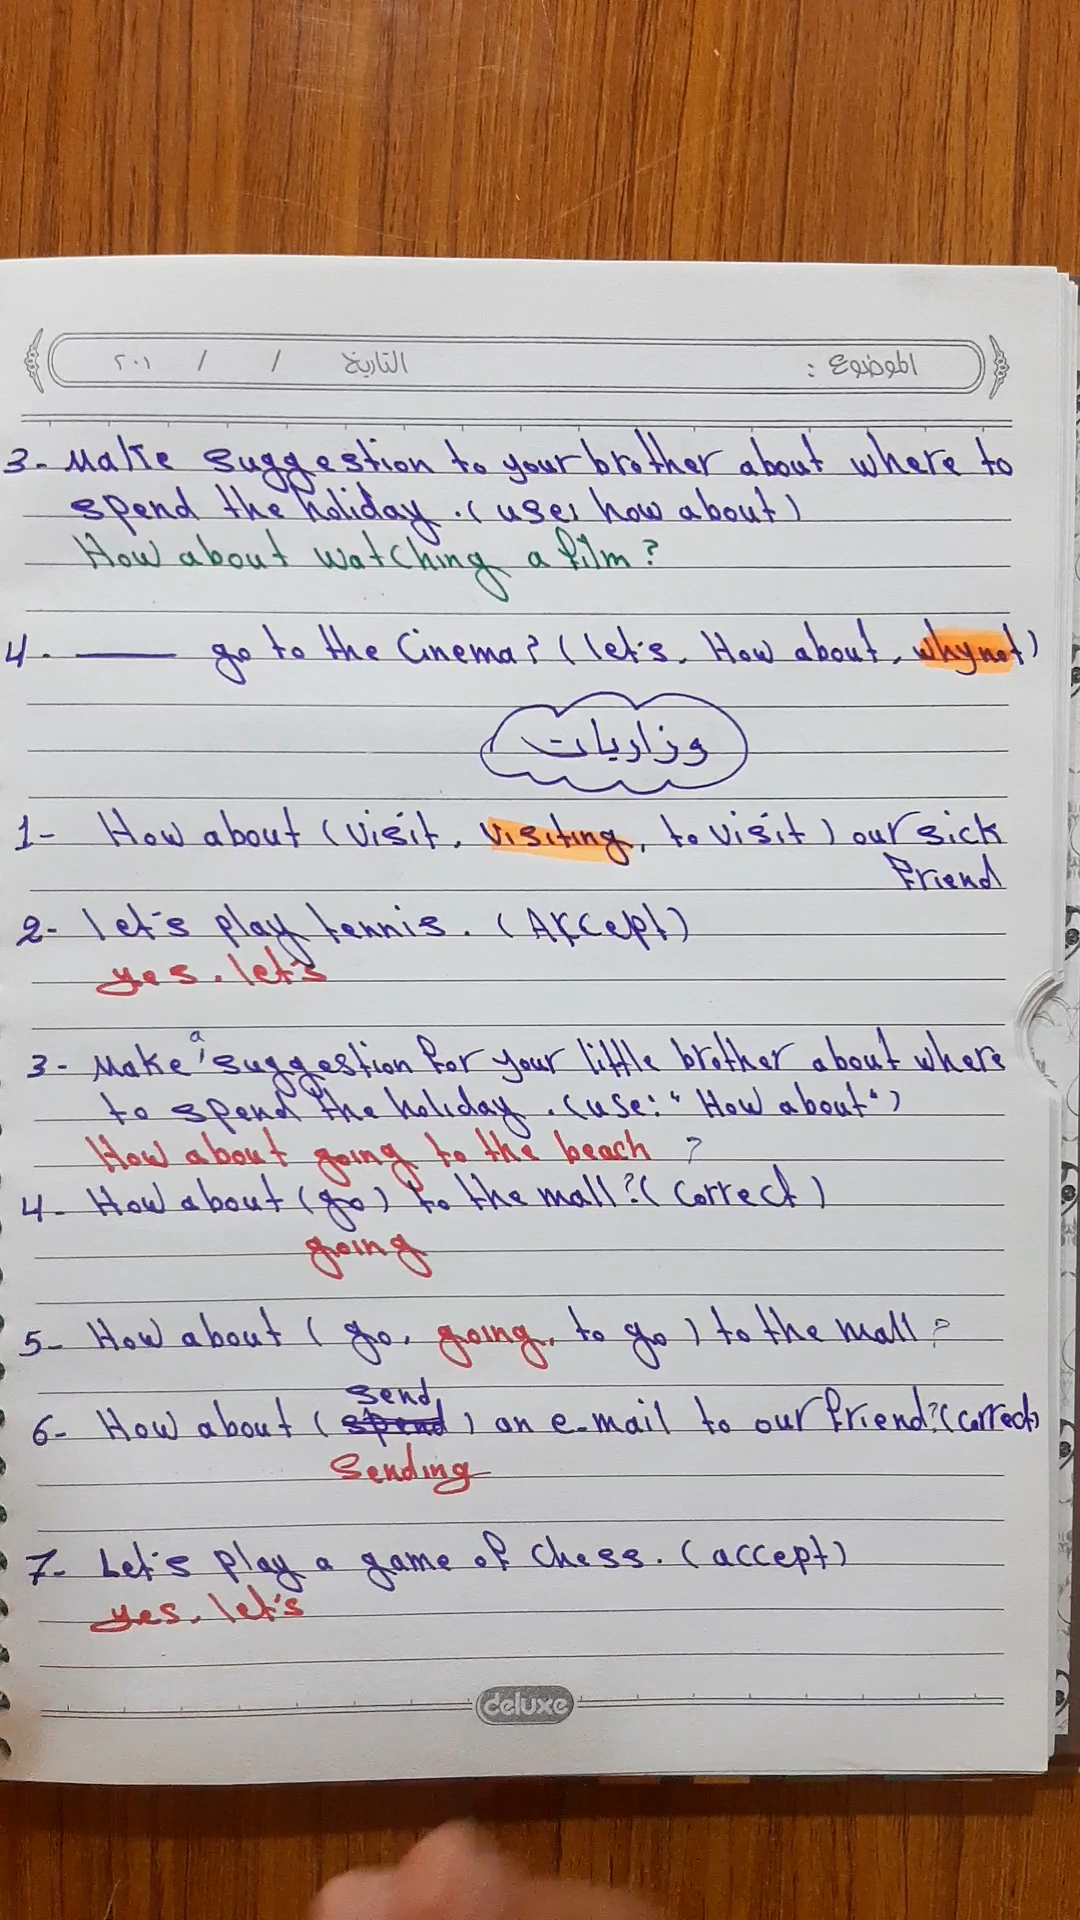 الموضوع : التاريخ / / ٢٠١
3- Make suggestion to your brother about where to
spend the holiday. (use, how about)
How about watching a film?
4. ____ go to the Cinema? (let's, How about, why not)
وزاريات
1- How about (visit, visiting, to visit) our sick
friend
2- let's play tennis. (Accept)
yes, let's
3- Make a suggestion for your little brother about where
to spend the holiday. (use: "How about")
How about going to the beach ?
4- How about (go) to the mall? (Correct)
going
5- How about (go, going, to go) to the mall?
send
6- How about (spend) an e-mail to our friend? (correct)
Sending
7- Let's play a game of chess. (accept)
yes, let's
deluxe